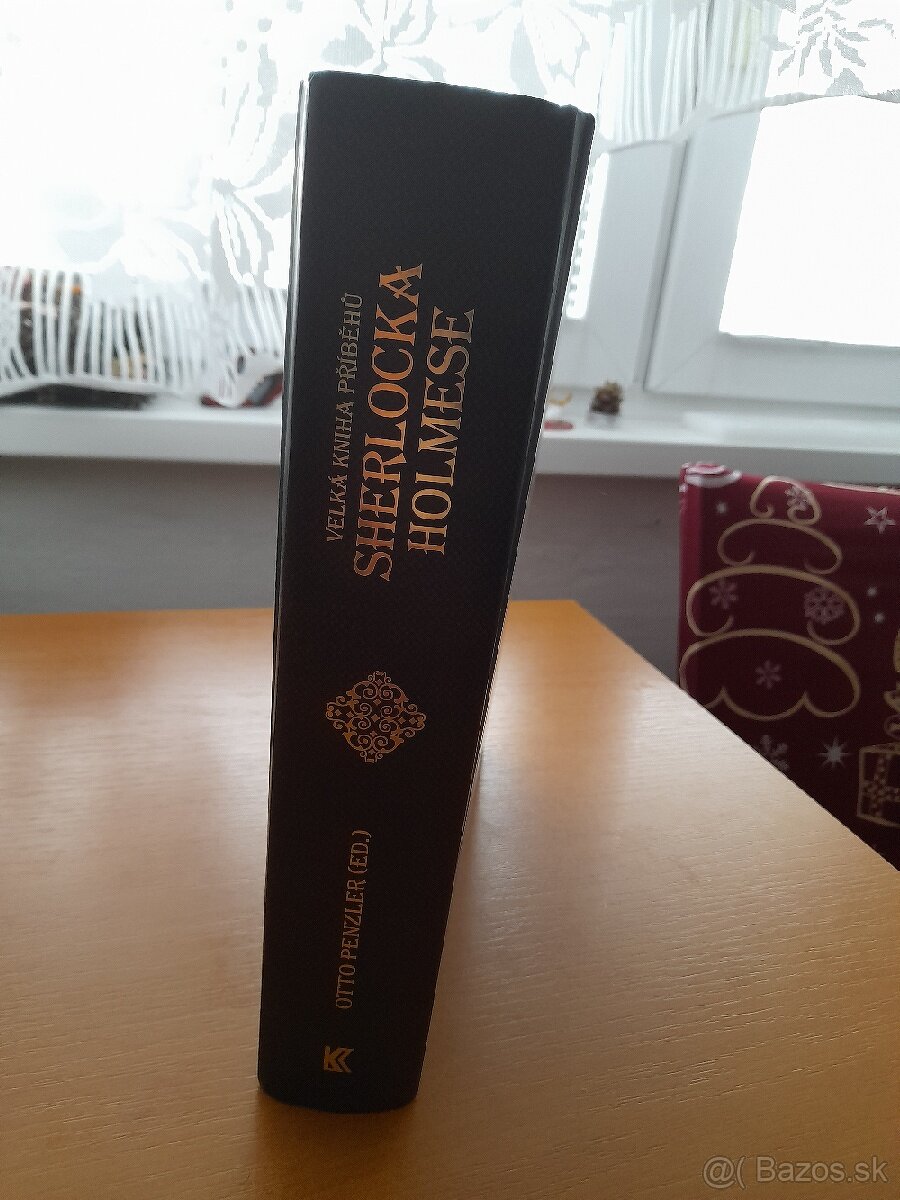 VELKÁ KNIHA PŘÍBĚHŮ
SHERLOCKA
HOLMESE
OTTO PENZLER (ED.)
@( Bazos.sk